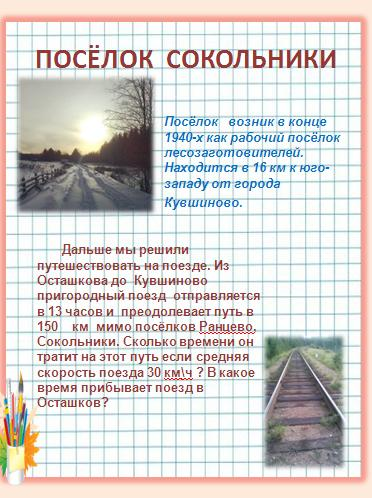 ПОСЁЛОК СОКОЛЬНИКИ
Посёлок возник в конце
1940-х как рабочий посёлок
лесозаготовителей.
Находится в 16 км к юго-
западу от города
Кувшиново.
Дальше мы решили
путешествовать на поезде. Из
Осташкова до Кувшиново
пригородный поезд отправляется
в 13 часов и преодолевает путь в
150 км мимо посёлков Ранцево,
Сокольники. Сколько времени он
тратит на этот путь если средняя
скорость поезда 30 км\ч ? В какое
время прибывает поезд в
Осташков?